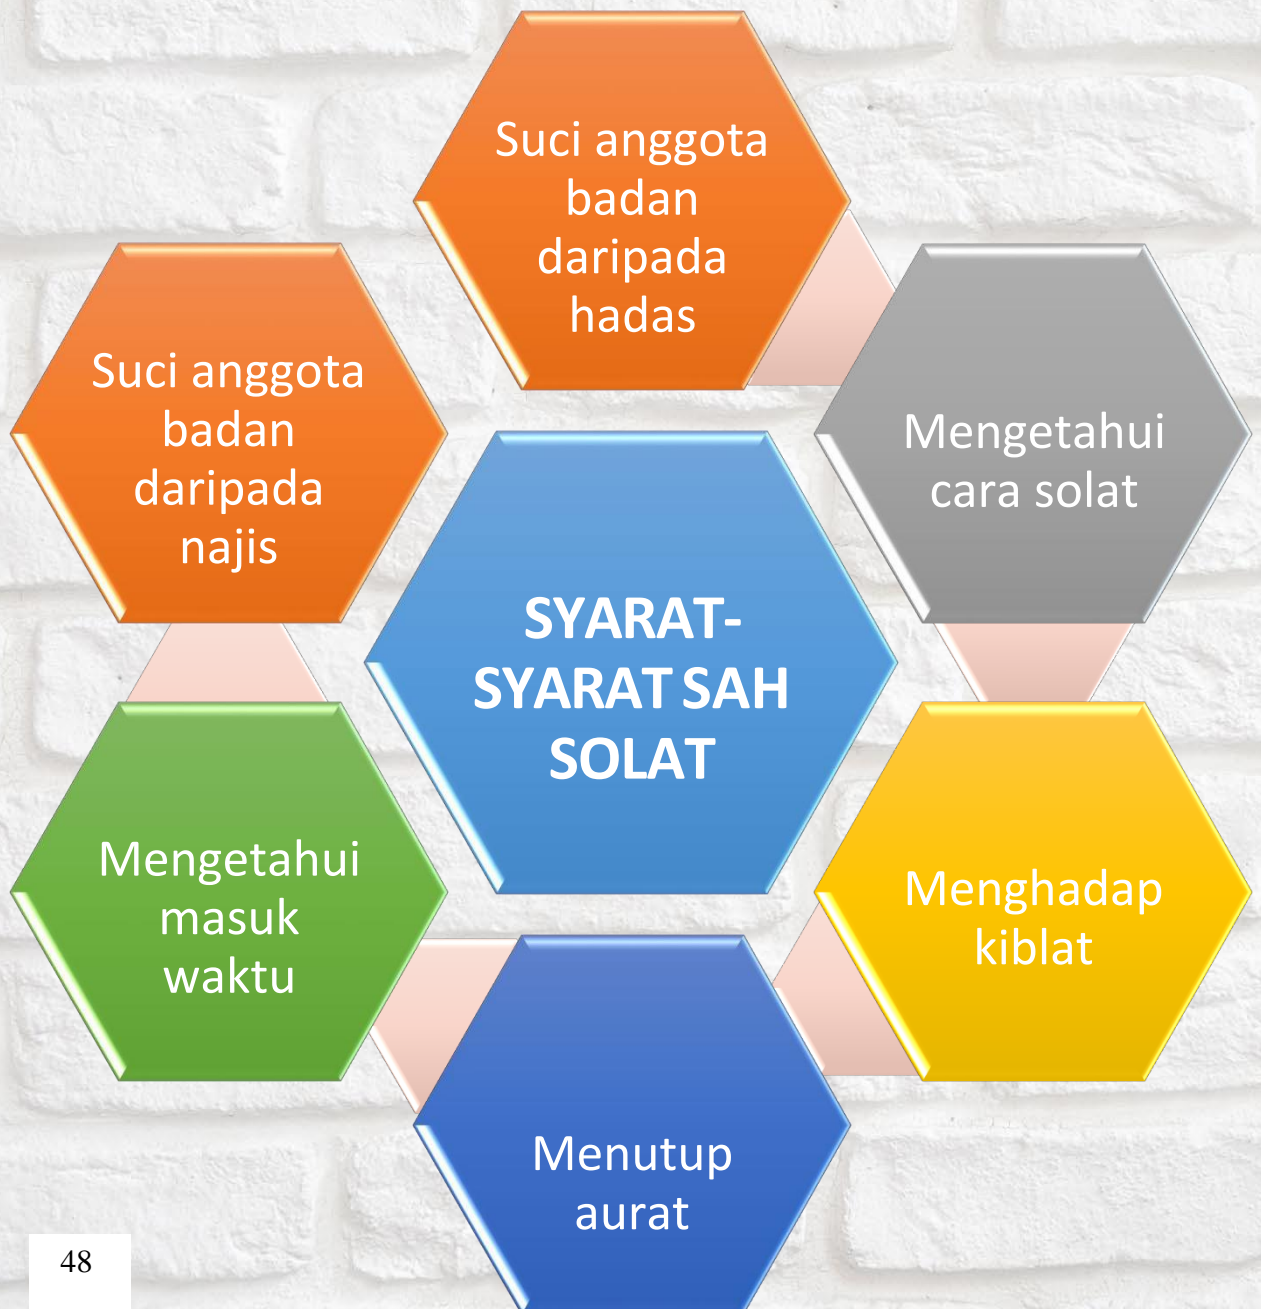 Suci anggota
badan
daripada
hadas
Mengetahui
cara solat
Menghadap
kiblat
Menutup
aurat
Mengetahui
masuk
waktu
Suci anggota
badan
daripada
najis
SYARAT-
SYARAT SAH
SOLAT
48